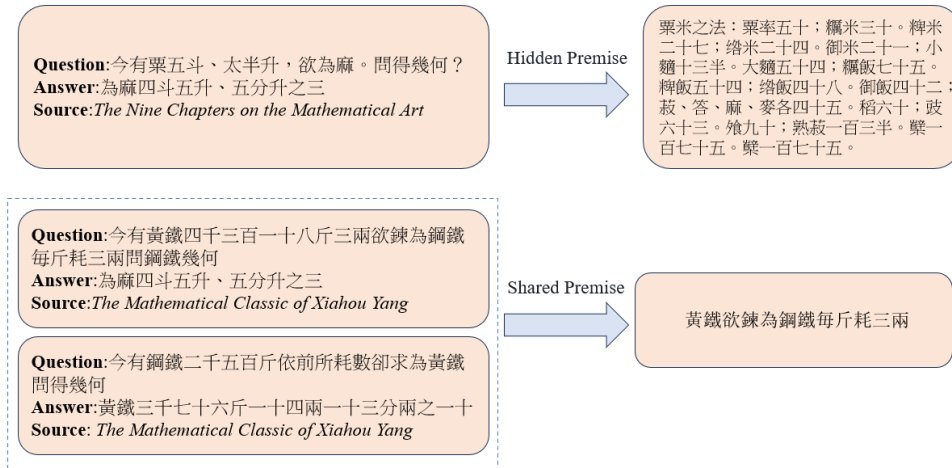 Question:今有粟五斗、太半升，欲為麻。問得幾何？
Answer:為麻四斗五升、五分升之三
Source:The Nine Chapters on the Mathematical Art
Hidden Premise
粟米之法：粟率五十；糲米三十。粺米
二十七；绺米二十四。御米二十一；小
䵂十三半。大䵂五十四；糲飯七十五。
粺飯五十四；绺飯四十八。御飯四十二；
菽、荅、麻、麥各四十五。稻六十；豉
六十三。飧九十；熟菽一百三半。櫱一
百七十五。櫱一百七十五。
Question:今有黃鐵四千三百一十八斤三兩欲鍊為鋼鐵
每斤耗三兩問鋼鐵幾何
Answer:為麻四斗五升、五分升之三
Source:The Mathematical Classic of Xiahou Yang
Shared Premise
黃鐵欲鍊為鋼鐵每斤耗三兩
Question:今有鋼鐵二千五百斤依前所耗數卻求為黃鐵
問得幾何
Answer:黃鐵三千七十六斤一十四兩一十三分兩之一十
Source: The Mathematical Classic of Xiahou Yang